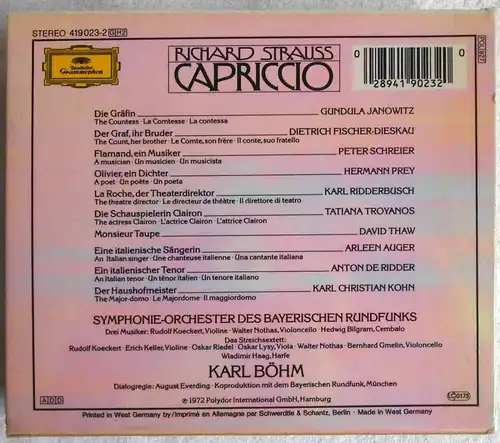 STEREO 419 023-2 GH2
POL 927
Deutsche
Grammophon
RICHARD STRAUSS
CAPRICCIO
0 28941 90232 0
Die Gräfin GUNDULA JANOWITZ
The Countess · La Comtesse · La contessa
Der Graf, ihr Bruder DIETRICH FISCHER-DIESKAU
The Count, her brother · Le Comte, son frère · Il conte, suo fratello
Flamand, ein Musiker PETER SCHREIER
A musician · Un musicien · Un musicista
Olivier, ein Dichter HERMANN PREY
A poet · Un poète · Un poeta
La Roche, der Theaterdirektor KARL RIDDERBUSCH
The theatre director · Le directeur de théâtre · Il direttore di teatro
Die Schauspielerin Clairon TATIANA TROYANOS
The actress Clairon · L'actrice Clairon · L'attrice Clairon
Monsieur Taupe DAVID THAW
Eine italienische Sängerin ARLEEN AUGER
An Italian singer · Une chanteuse italienne · Una cantante italiana
Ein italienischer Tenor ANTON DE RIDDER
An Italian tenor · Un ténor italien · Un tenore italiano
Der Haushofmeister KARL CHRISTIAN KOHN
The Major-domo · Le Majordome · Il maggiordomo
SYMPHONIE-ORCHESTER DES BAYERISCHEN RUNDFUNKS
Drei Musiker: Rudolf Koeckert, Violine · Walter Nothas, Violoncello · Hedwig Bilgram, Cembalo
Das Streichsextett:
Rudolf Koeckert · Erich Keller, Violine · Oskar Riedel · Oskar Lysy, Viola · Walter Nothas · Bernhard Gmelin, Violoncello
Wladimir Haag, Harfe
KARL BÖHM
Dialogregie: August Everding · Koproduktion mit dem Bayerischen Rundfunk, München
ADD
℗ 1972 Polydor International GmbH, Hamburg
LC 0173
Printed in West Germany by/Imprimé en Allemagne par Schwerdtle & Schantz, Berlin · Made in West Germany